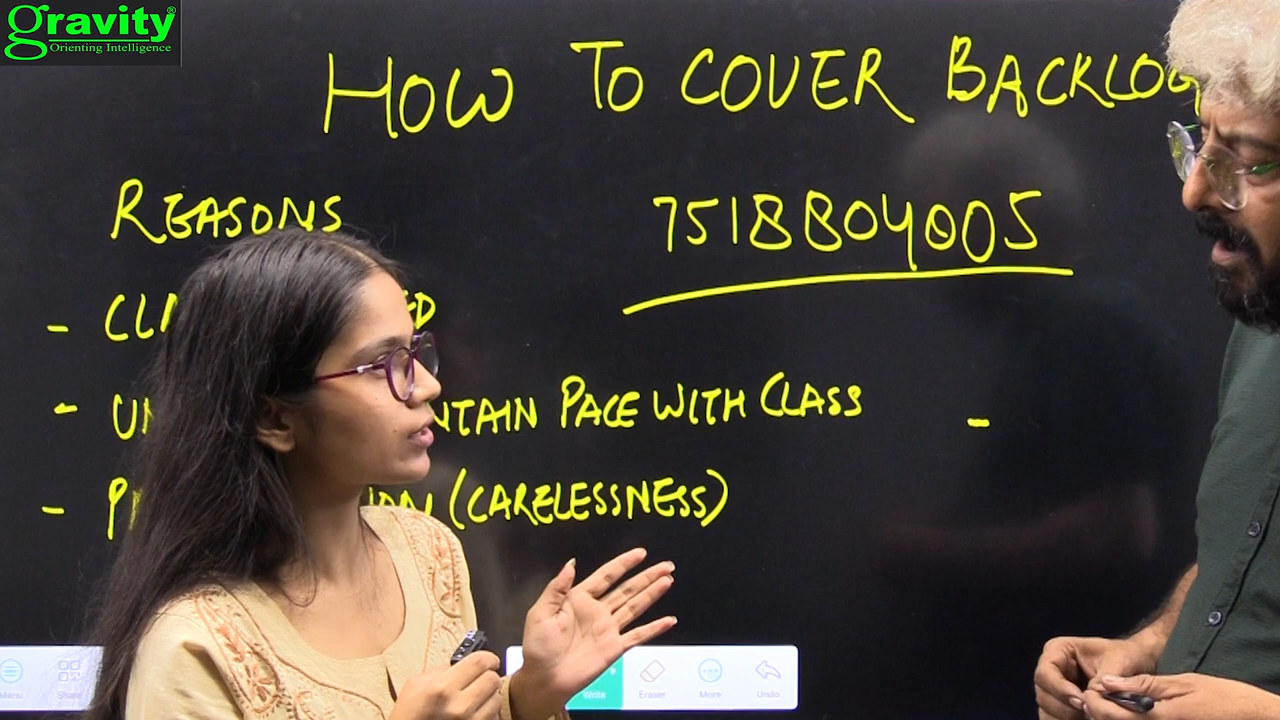 gravity®
Orienting Intelligence
HOW TO COVER BACKLOG
REASONS
7518804005
- CL
- UN NTAIN PACE WITH CLASS -
- P (CARELESSNESS)
Menu Share Write Eraser More Undo